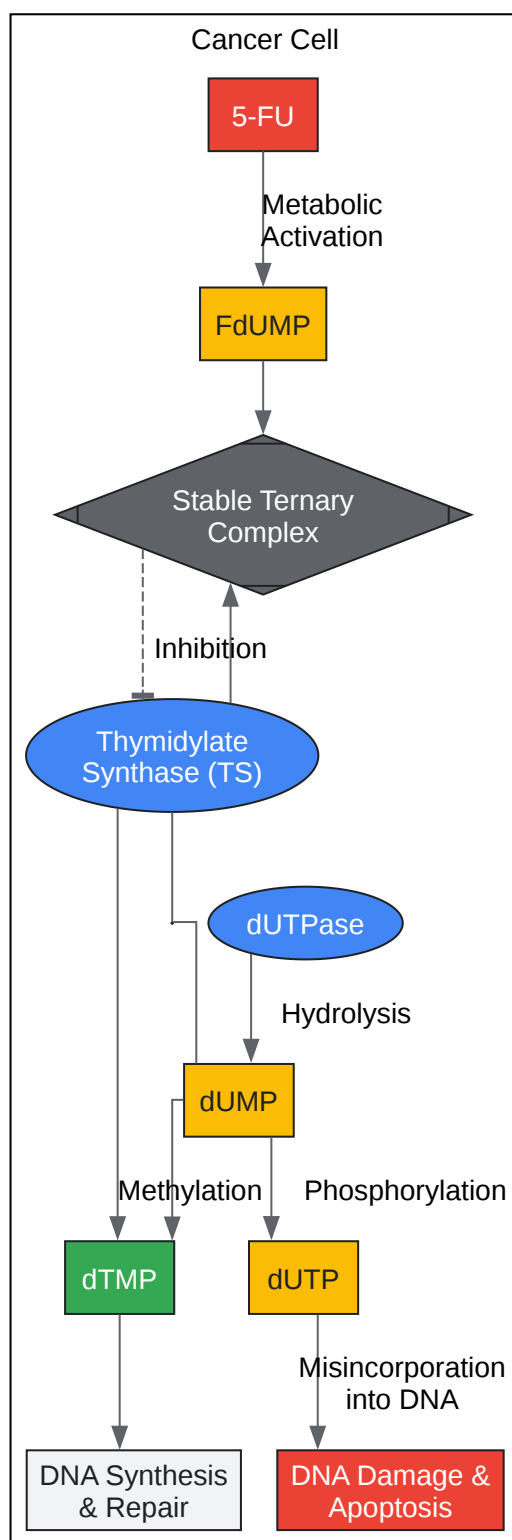 Cancer Cell
5-FU
Metabolic
Activation
FdUMP
Stable Ternary
Complex
Inhibition
Thymidylate
Synthase (TS)
dUTPase
Hydrolysis
dUMP
Methylation
Phosphorylation
dTMP
dUTP
Misincorporation
into DNA
DNA Synthesis
& Repair
DNA Damage &
Apoptosis